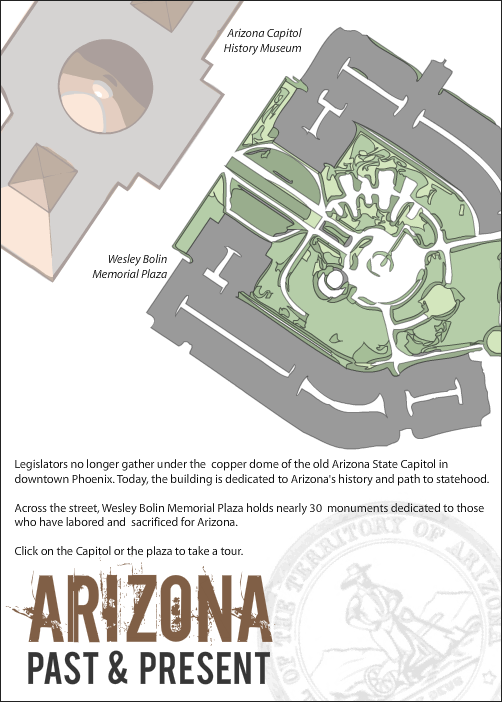 Arizona Capitol
History Museum
Wesley Bolin
Memorial Plaza
Legislators no longer gather under the copper dome of the old Arizona State Capitol in
downtown Phoenix. Today, the building is dedicated to Arizona's history and path to statehood.
Across the street, Wesley Bolin Memorial Plaza holds nearly 30 monuments dedicated to those
who have labored and sacrificed for Arizona.
Click on the Capitol or the plaza to take a tour.
OF THE TERRITORY OF ARIZO
ARIZONA
PAST & PRESENT